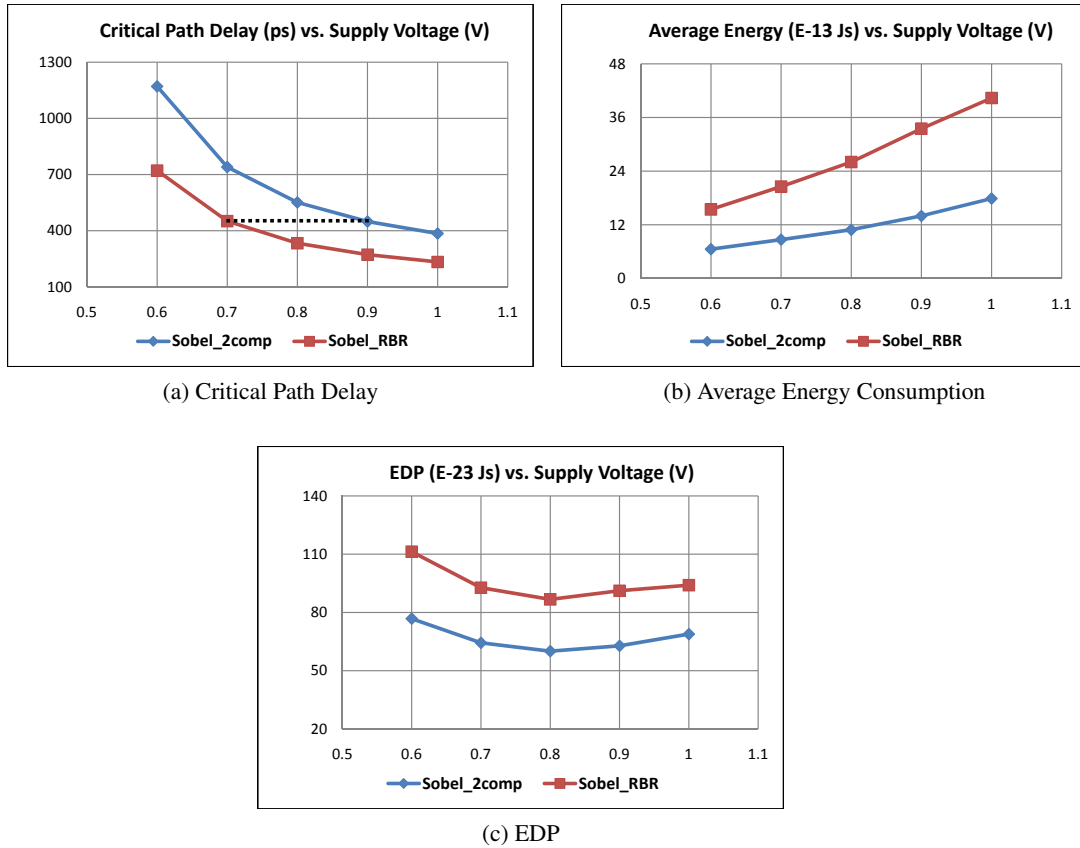 Critical Path Delay (ps) vs. Supply Voltage (V)
1300
1000
700
400
100
0.5 0.6 0.7 0.8 0.9 1 1.1
Sobel_2comp Sobel_RBR
(a) Critical Path Delay
Average Energy (E-13 Js) vs. Supply Voltage (V)
48
36
24
12
0
0.5 0.6 0.7 0.8 0.9 1 1.1
Sobel_2comp Sobel_RBR
(b) Average Energy Consumption
EDP (E-23 Js) vs. Supply Voltage (V)
140
110
80
50
20
0.5 0.6 0.7 0.8 0.9 1 1.1
Sobel_2comp Sobel_RBR
(c) EDP